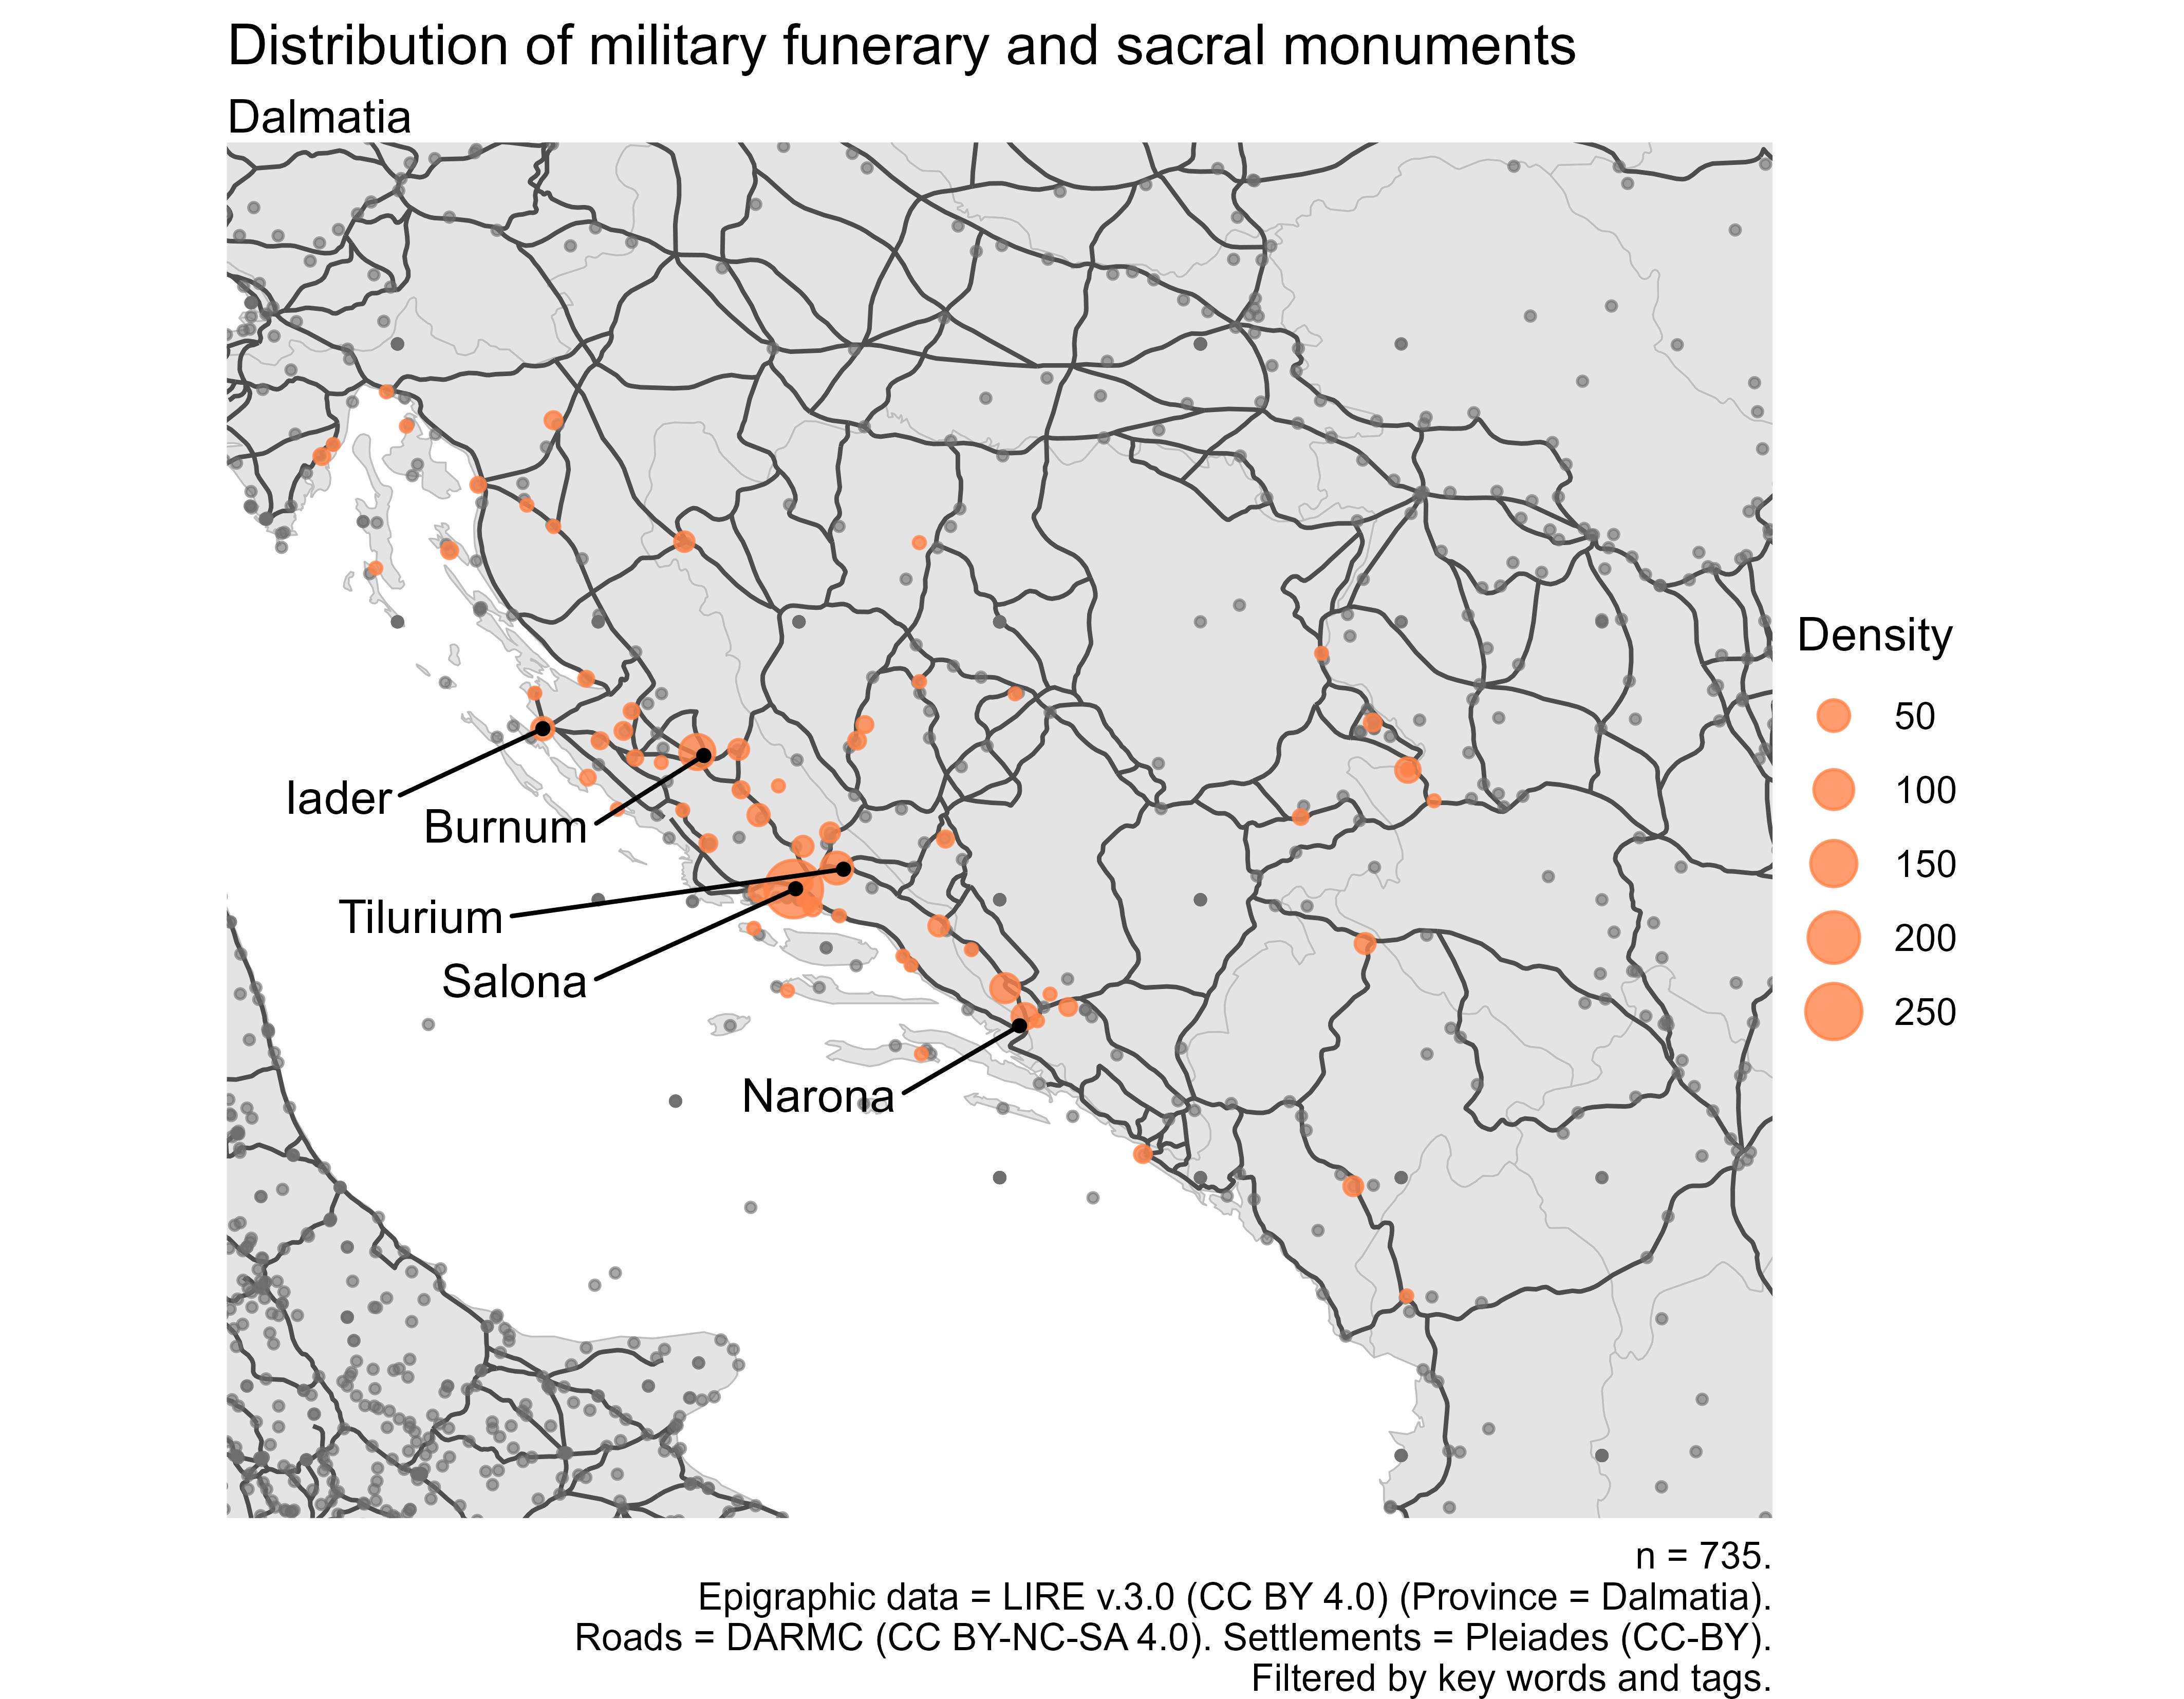 Distribution of military funerary and sacral monuments
Dalmatia
Iader
Burnum
Tilurium
Salona
Narona
Density
50
100
150
200
250
n = 735.
Epigraphic data = LIRE v.3.0 (CC BY 4.0) (Province = Dalmatia).
Roads = DARMC (CC BY-NC-SA 4.0). Settlements = Pleiades (CC-BY).
Filtered by key words and tags.